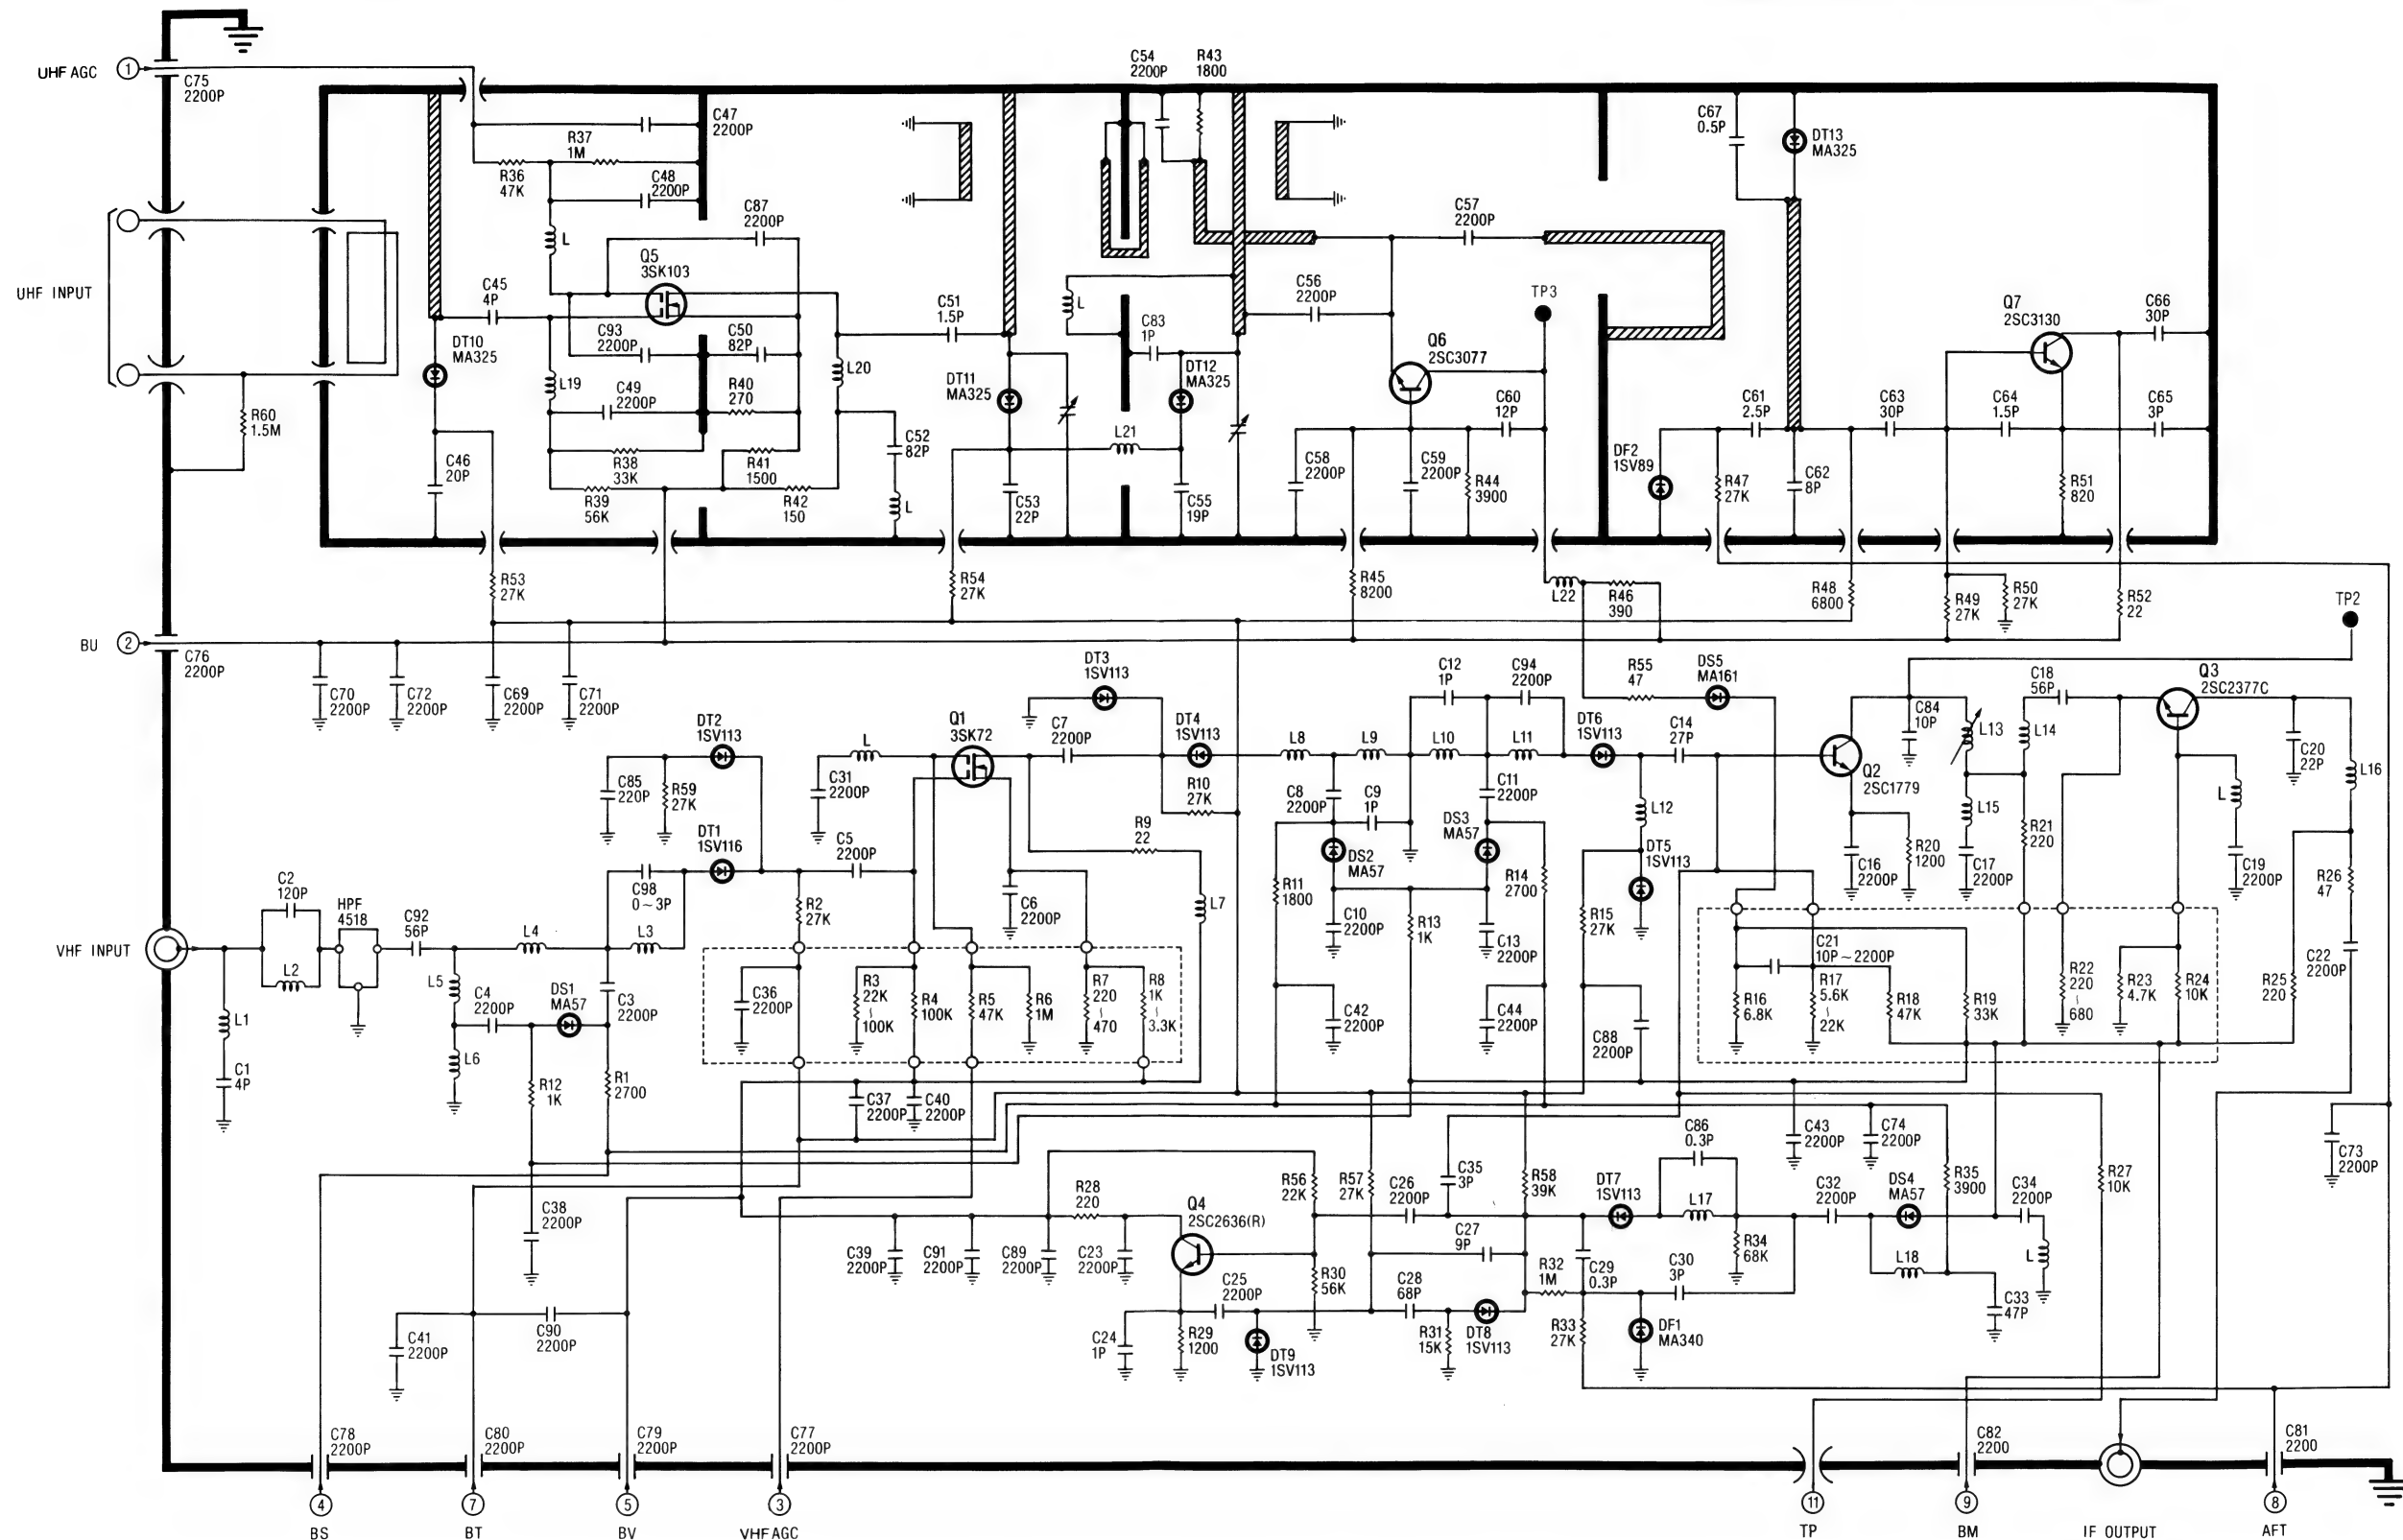 C54
2200P
R43
1800
UHF AGC
1
C75
2200P
C47
2200P
R37
1M
R36
47K
C48
2200P
C87
2200P
C67
0.5P
DT13
MA325
L
Q5
3SK103
C45
4P
UHF INPUT
C57
2200P
C56
2200P
TP3
Q7
2SC3130
C66
30P
DT10
MA325
C93
2200P
C50
82P
C51
1.5P
L
C83
1P
DT12
MA325
Q6
2SC3077
L19
C49
2200P
R40
270
L20
DT11
MA325
R60
1.5M
C46
20P
R38
33K
R41
1500
R39
56K
R42
150
C52
82P
L
L21
C53
22P
C55
19P
C58
2200P
C59
2200P
R44
3900
C60
12P
DF2
1SV89
R47
27K
C61
2.5P
C62
8P
C63
30P
C64
1.5P
C65
3P
R51
820
R53
27K
R54
27K
R45
8200
L22
R46
390
R48
6800
R49
27K
R50
27K
R52
22
TP2
BU
2
C76
2200P
C70
2200P
C72
2200P
C69
2200P
C71
2200P
DT3
1SV113
C12
1P
C94
2200P
R55
47
DS5
MA161
C18
56P
Q3
2SC2377C
DT2
1SV113
L
Q1
3SK72
C7
2200P
DT4
1SV113
L8
L9
L10
L11
DT6
1SV113
C14
27P
C84
10P
L13
L14
C20
22P
L16
C85
220P
R59
27K
C31
2200P
R10
27K
C8
2200P
C9
1P
C11
2200P
L12
Q2
2SC1779
L15
L
DT1
1SV116
C5
2200P
R9
22
DS2
MA57
DS3
MA57
R14
2700
DT5
1SV113
C16
2200P
R20
1200
C17
2200P
R21
220
C19
2200P
R26
47
C2
120P
HPF
4518
C92
56P
C98
0~3P
L4
L3
R2
27K
C6
2200P
L7
R11
1800
C10
2200P
R13
1K
C13
2200P
R15
27K
VHF INPUT
L2
L5
C4
2200P
DS1
MA57
C3
2200P
C36
2200P
R3
22K
~
100K
R4
100K
R5
47K
R6
1M
R7
220
~
470
R8
1K
~
3.3K
C21
10P~2200P
R16
6.8K
R17
5.6K
~
22K
R18
47K
R19
33K
R22
220
~
680
R23
4.7K
R24
10K
R25
220
C22
2200P
L1
C1
4P
L6
R12
1K
R1
2700
C37
2200P
C40
2200P
C42
2200P
C44
2200P
C88
2200P
C86
0.3P
C43
2200P
C74
2200P
C73
2200P
C38
2200P
R28
220
Q4
2SC2636(R)
R56
22K
R57
27K
C26
2200P
C35
3P
R58
39K
DT7
1SV113
L17
C32
2200P
DS4
MA57
R35
3900
C34
2200P
R27
10K
C39
2200P
C91
2200P
C89
2200P
C23
2200P
C27
9P
R34
68K
L18
L
C25
2200P
R30
56K
C28
68P
R32
1M
C29
0.3P
C30
3P
C33
47P
C41
2200P
C90
2200P
C24
1P
R29
1200
DT9
1SV113
R31
15K
DT8
1SV113
R33
27K
DF1
MA340
C78
2200P
C80
2200P
C79
2200P
C77
2200P
C82
2200
C81
2200
4
7
5
3
11
9
8
BS
BT
BV
VHF AGC
TP
BM
IF OUTPUT
AFT